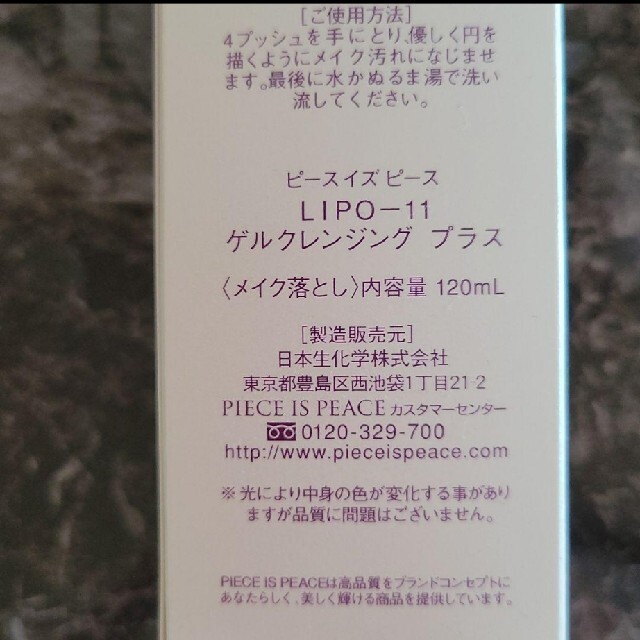 [ご使用方法]
4プッシュを手にとり、優しく円を
描くようにメイク汚れになじませ
ます。最後に水かぬるま湯で洗い
流してください。
ピースイズピース
LIPO−11
ゲルクレンジング プラス
〈メイク落とし〉内容量 120mL
[製造販売元]
日本生化学株式会社
東京都豊島区西池袋1丁目21-2
PIECE IS PEACE カスタマーセンター
0120-329-700
http://www.pieceispeace.com
※光により中身の色が変化する事があり
ますが品質に問題はございません。
PIECE IS PEACEは高品質をブランドコンセプトに
あなたらしく、美しく輝ける商品を提供しています。